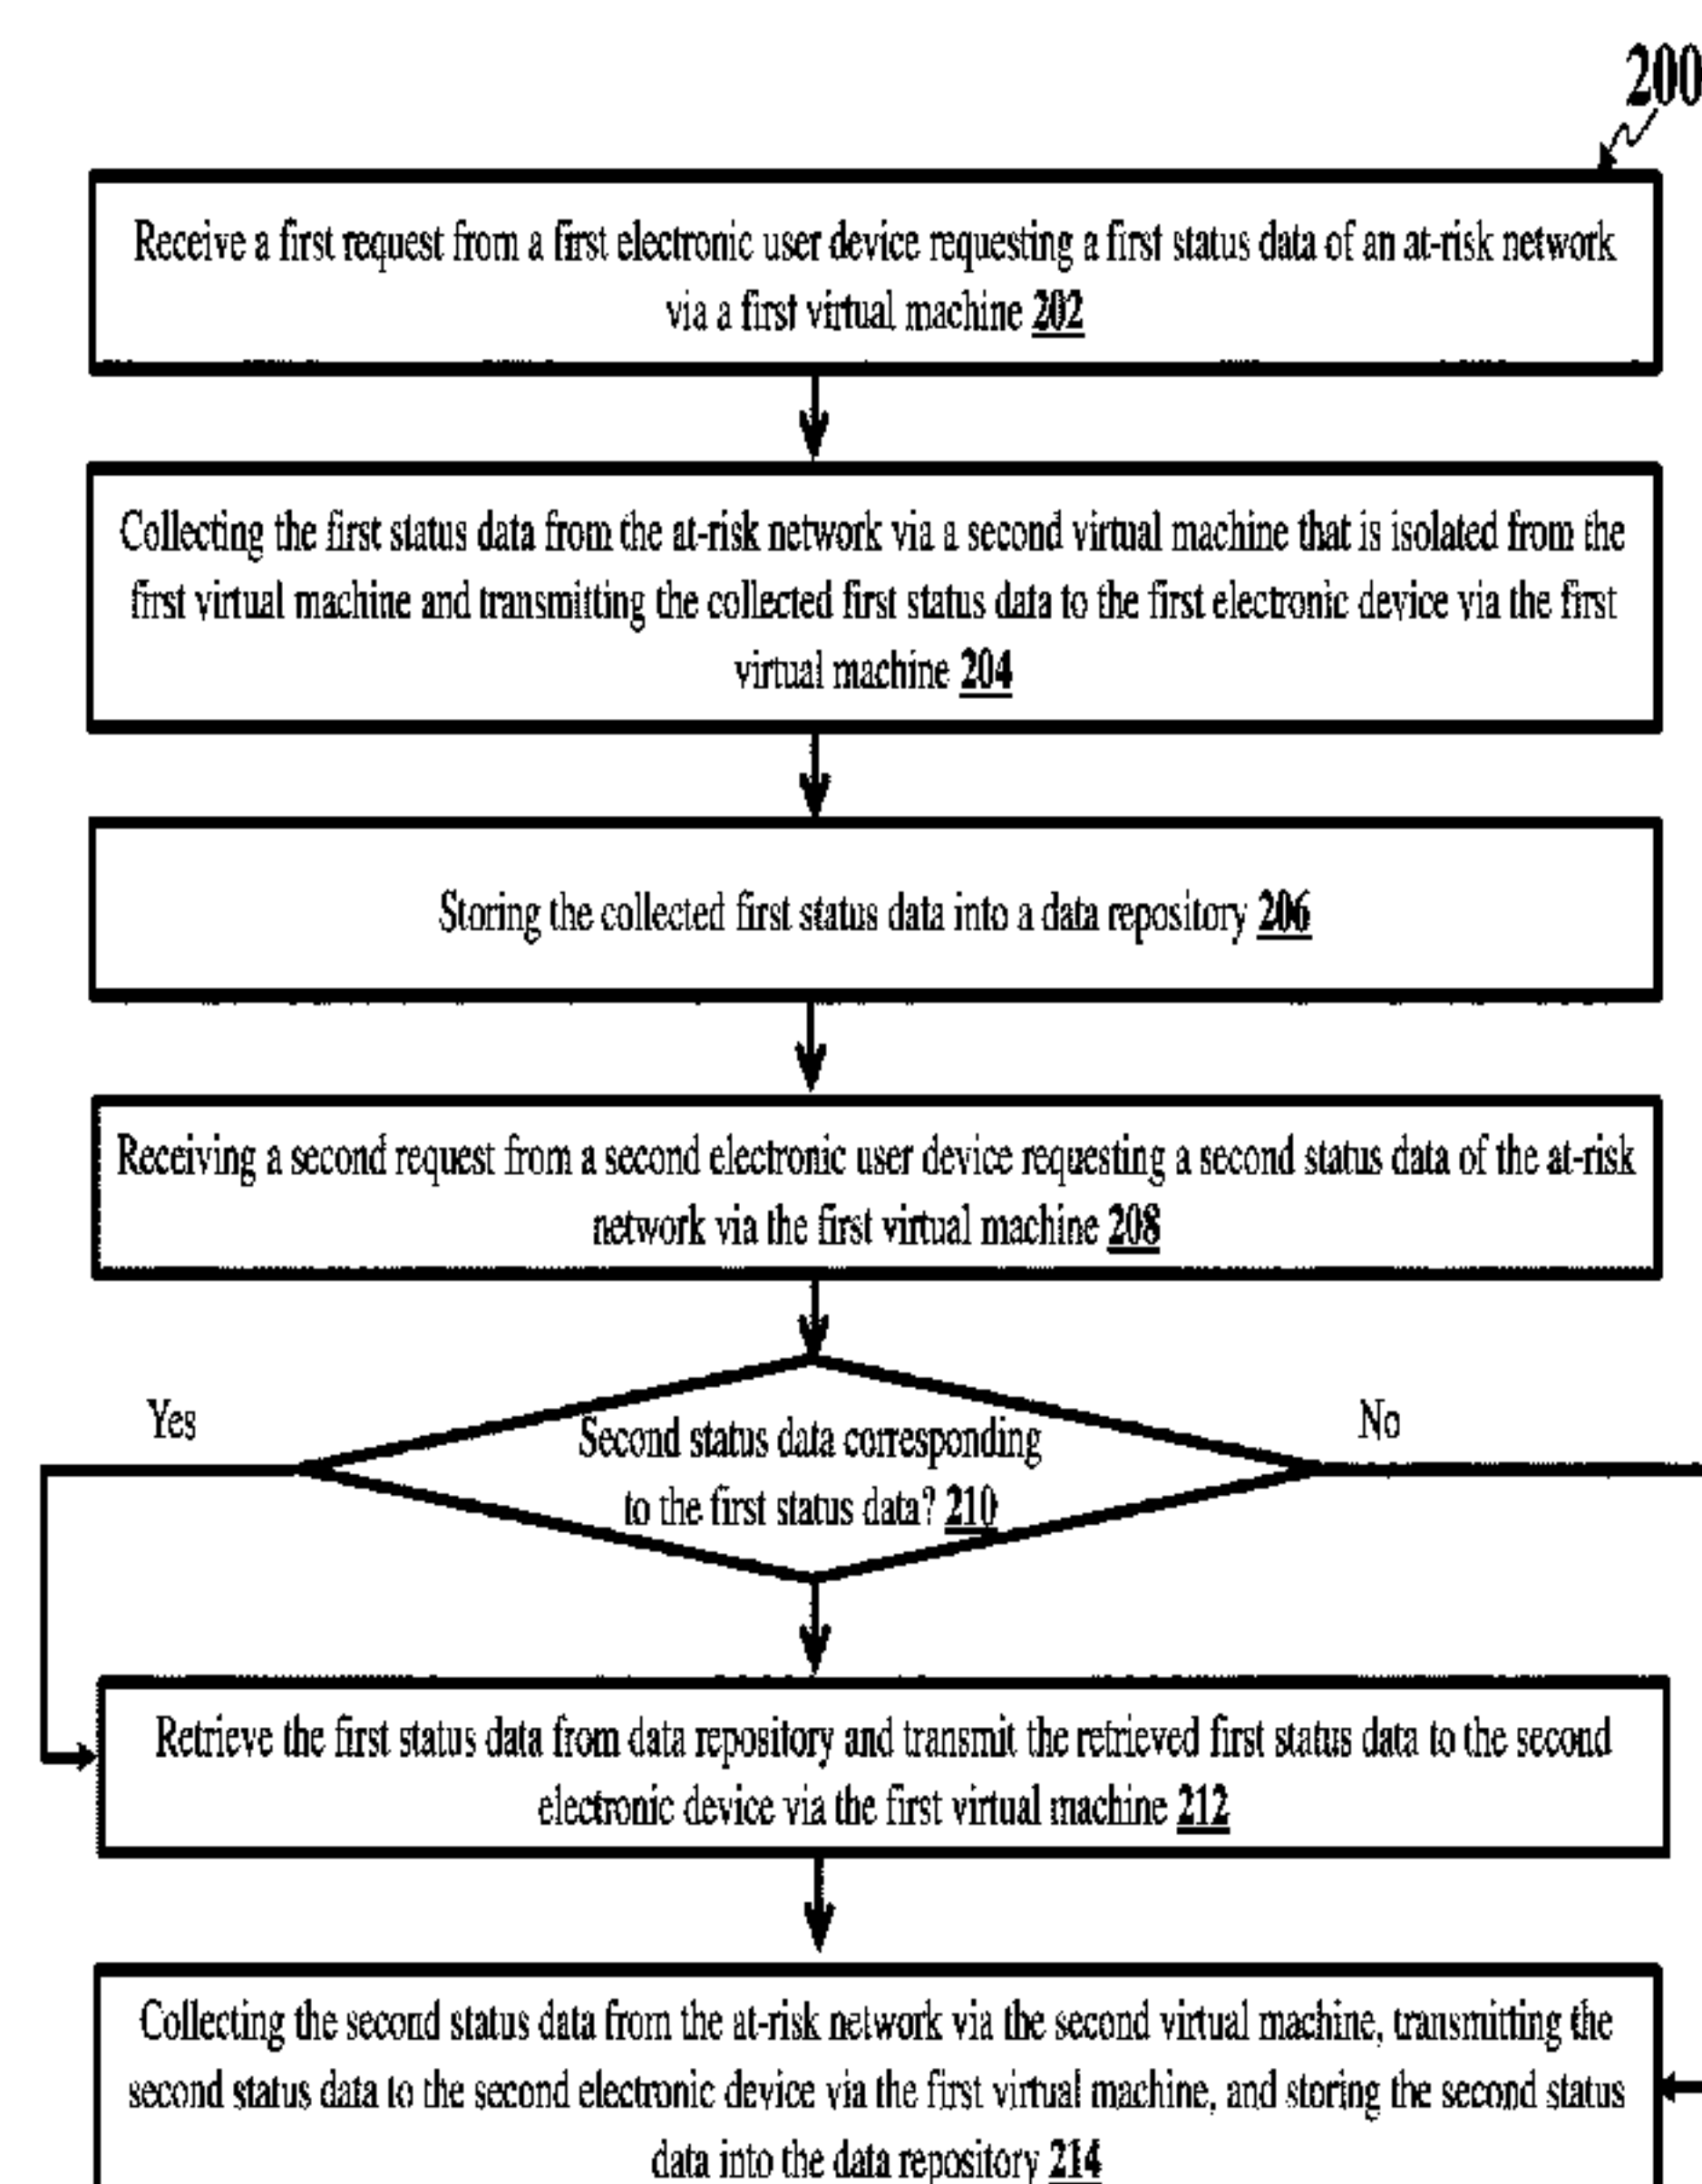 200
Receive a first request from a first electronic user device requesting a first status data of an at-risk network
via a first virtual machine 202
Collecting the first status data from the at-risk network via a second virtual machine that is isolated from the
first virtual machine and transmitting the collected first status data to the first electronic device via the first
virtual machine 204
Storing the collected first status data into a data repository 206
Receiving a second request from a second electronic user device requesting a second status data of the at-risk
network via the first virtual machine 208
Yes
No
Second status data corresponding
to the first status data? 210
Retrieve the first status data from data repository and transmit the retrieved first status data to the second
electronic device via the first virtual machine 212
Collecting the second status data from the at-risk network via the second virtual machine, transmitting the
second status data to the second electronic device via the first virtual machine, and storing the second status
data into the data repository 214